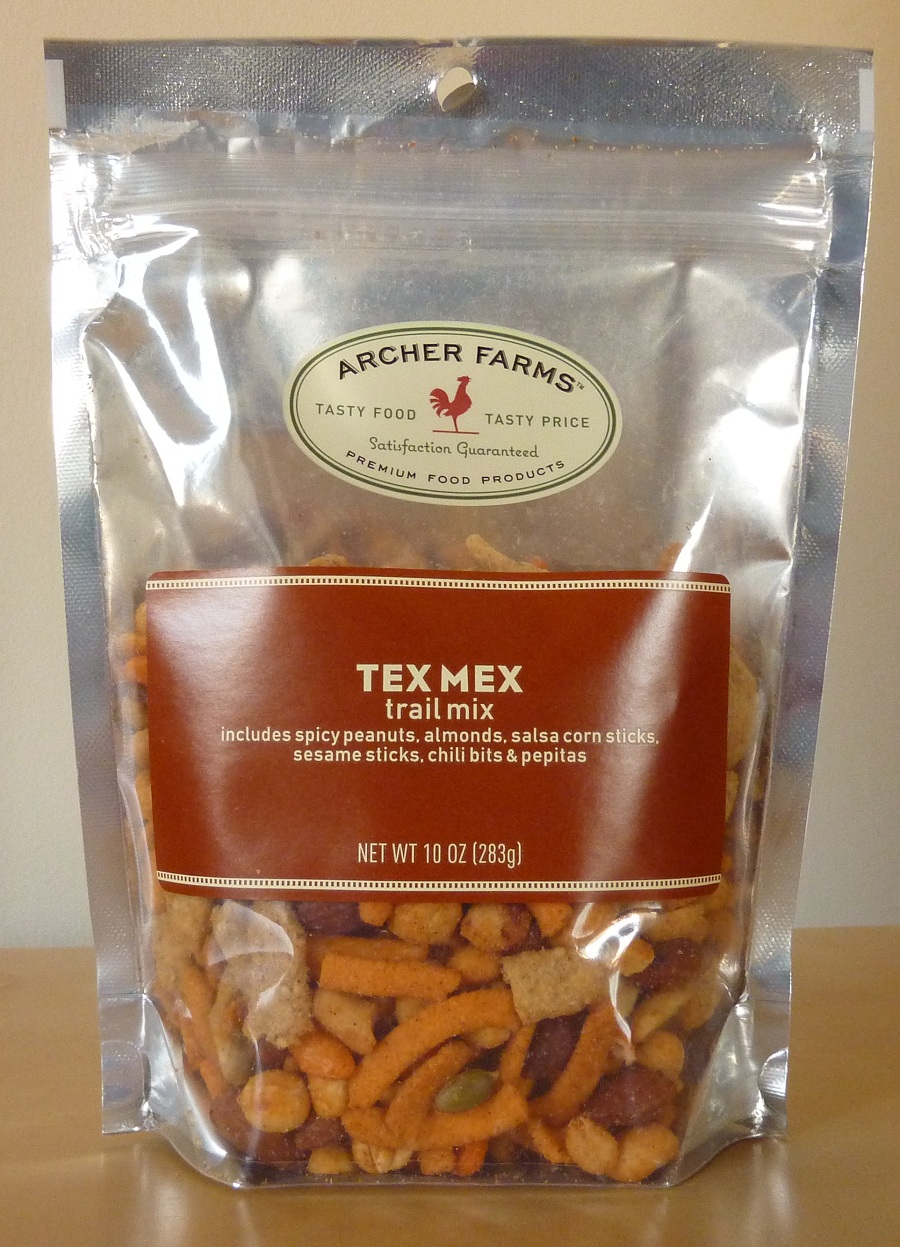 ARCHER FARMS™
TASTY FOOD TASTY PRICE
Satisfaction Guaranteed
PREMIUM FOOD PRODUCTS
TEX MEX
trail mix
includes spicy peanuts, almonds, salsa corn sticks,
sesame sticks, chili bits & pepitas
NET WT 10 OZ (283g)